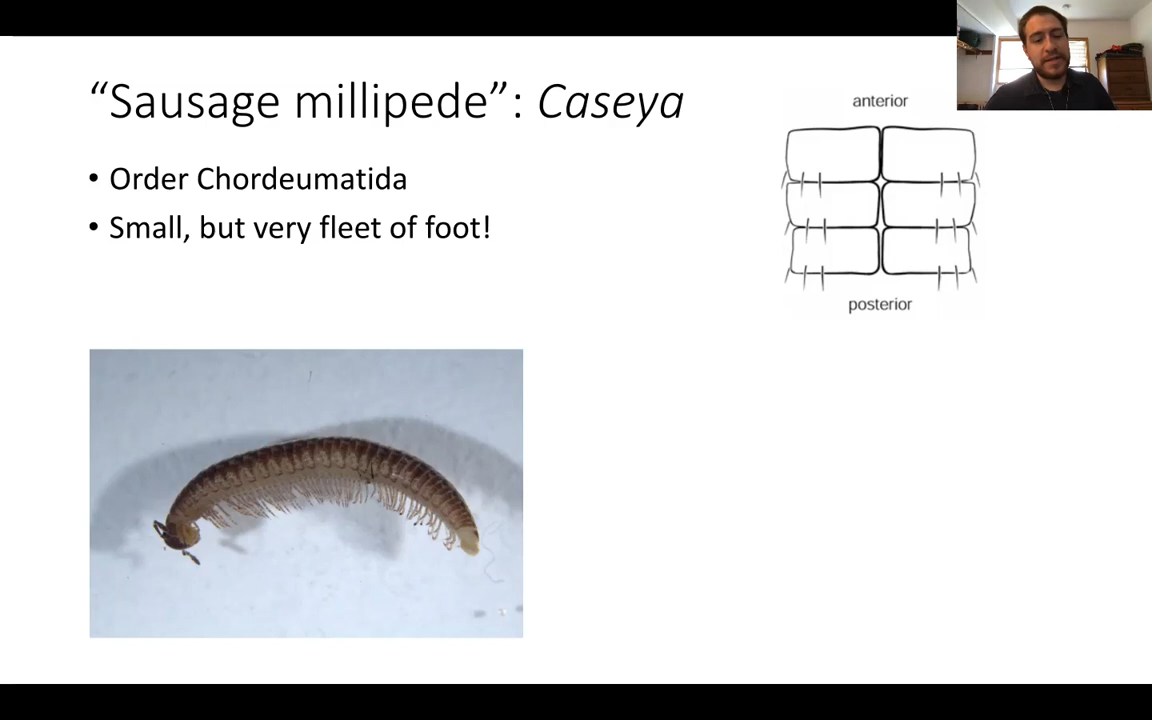 “Sausage millipede”: Caseya
• Order Chordeumatida
• Small, but very fleet of foot!
anterior
posterior